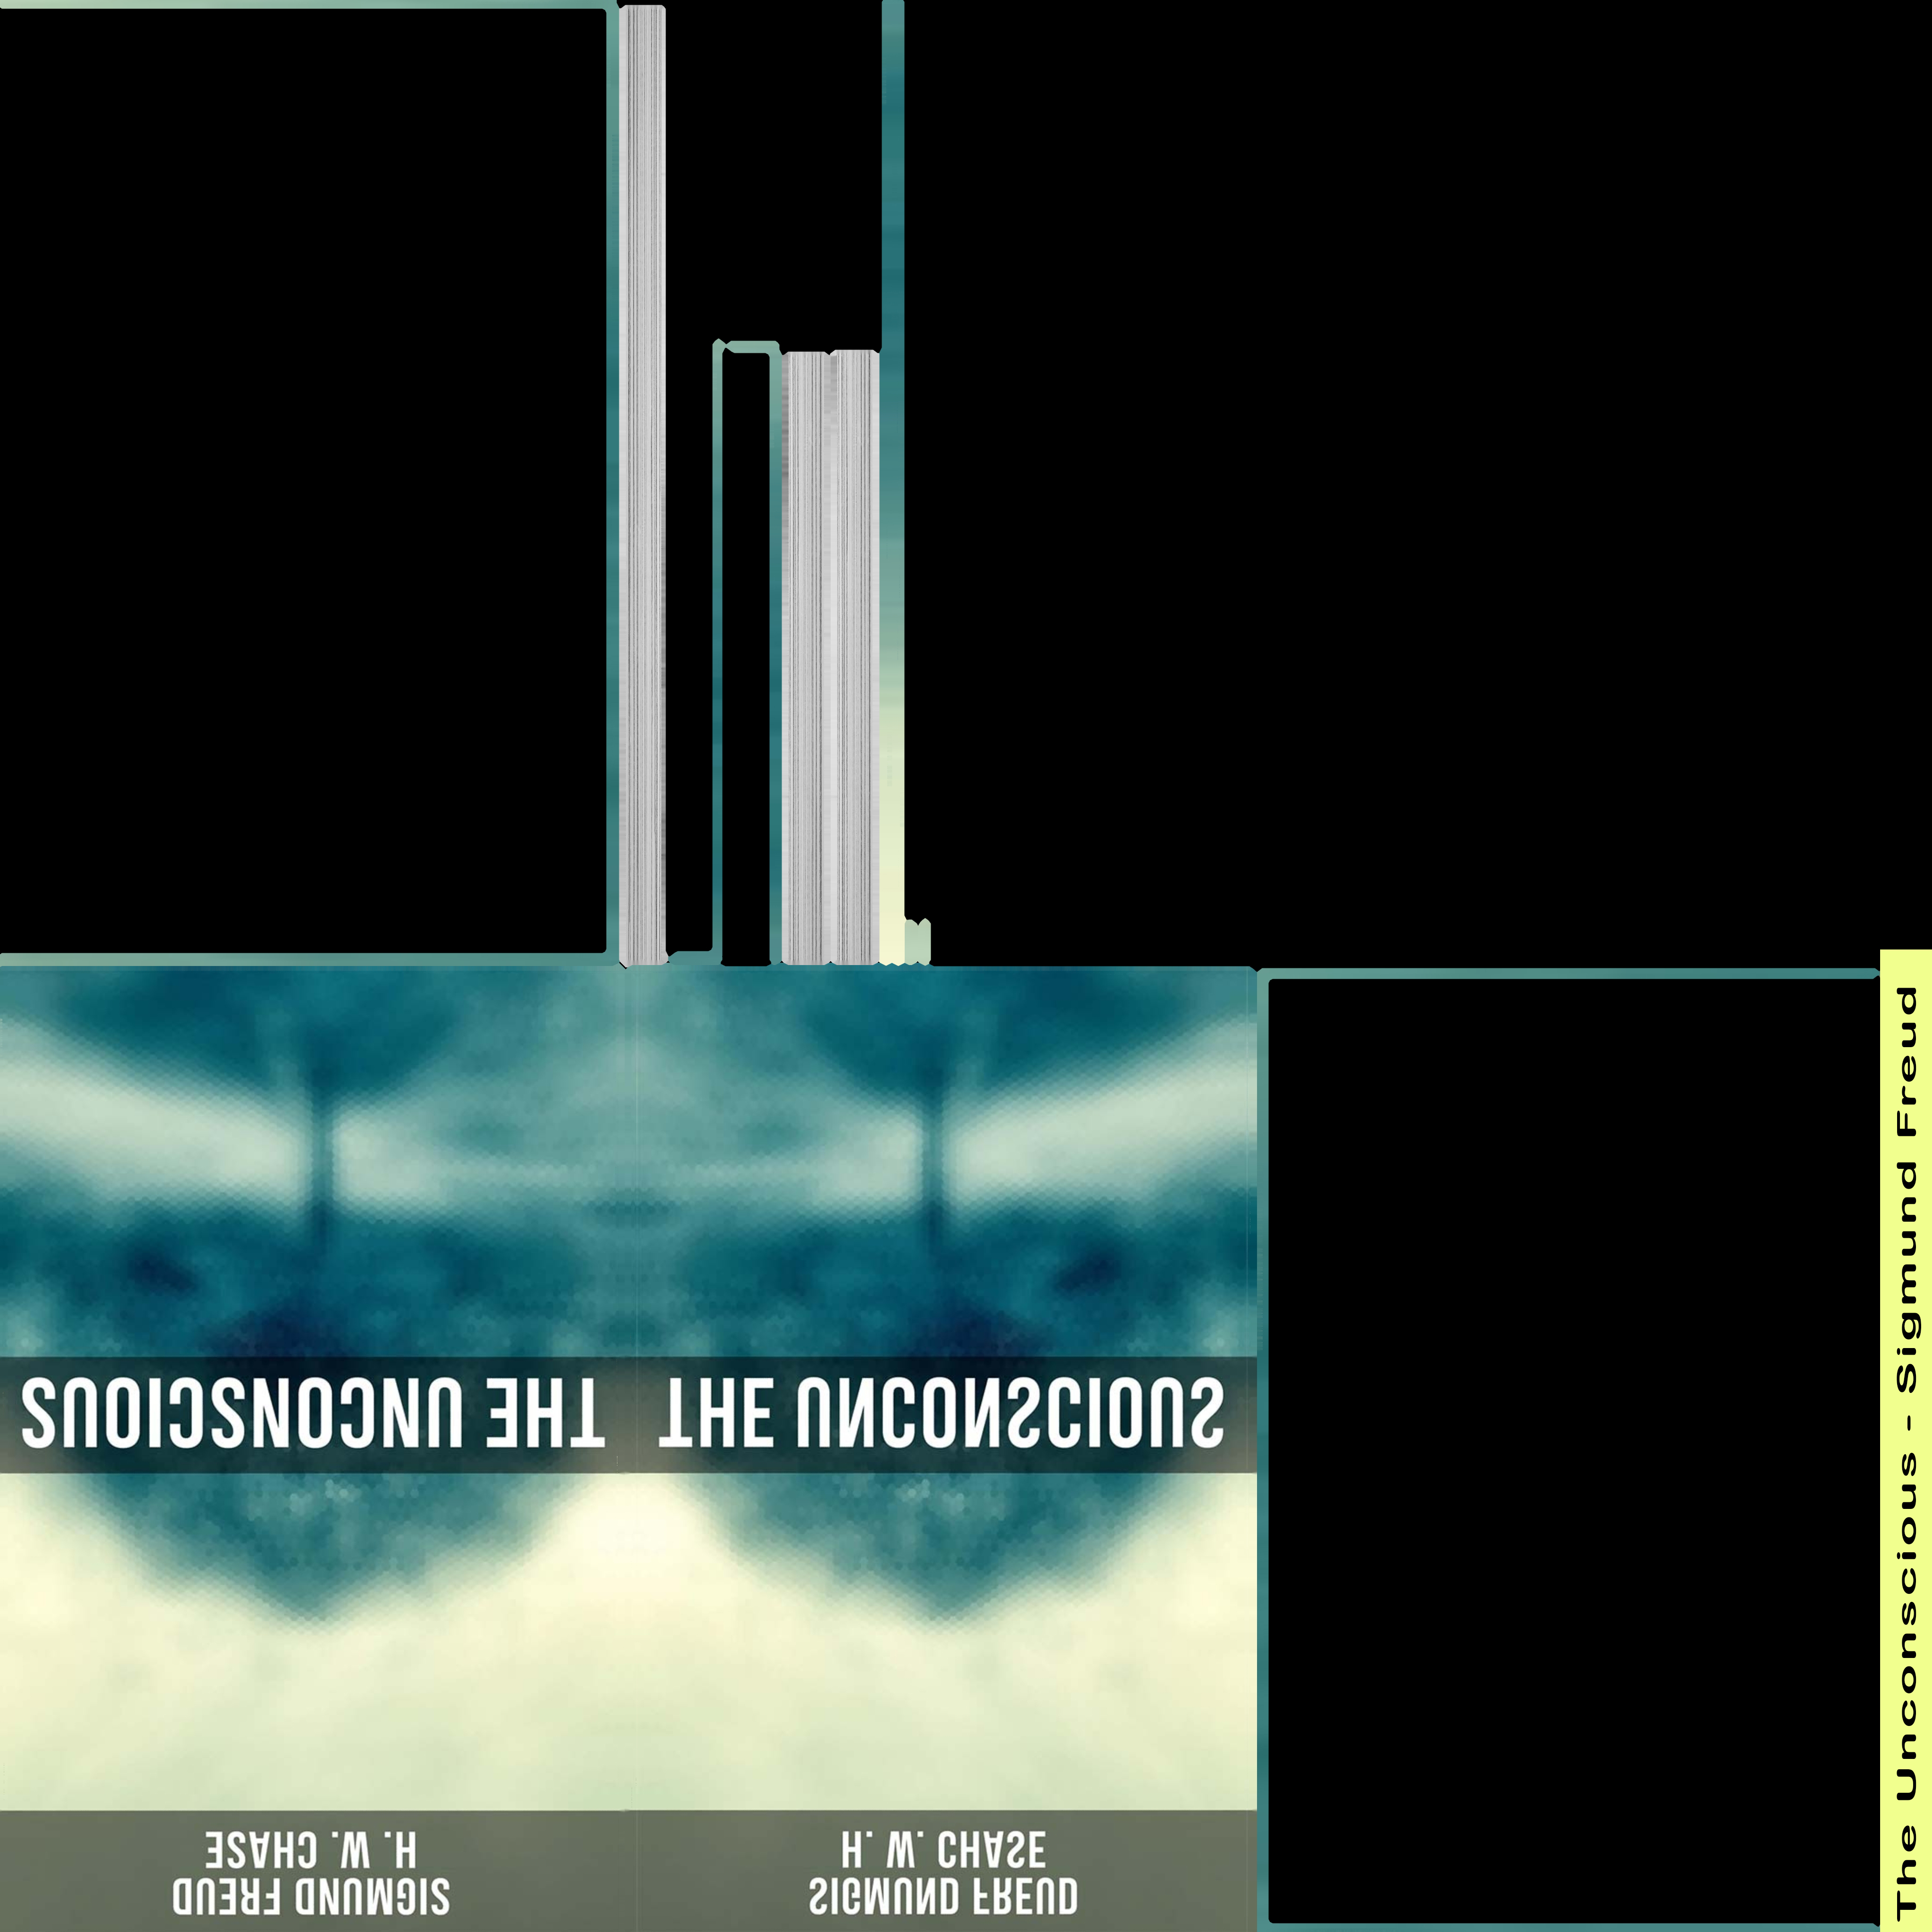 THE UNCONSCIOUS
THE UNCONSCIOUS
H. W. CHASE
SIGMUND FREUD
H. W. CHASE
SIGMUND FREUD
The Unconscious - Sigmund Freud